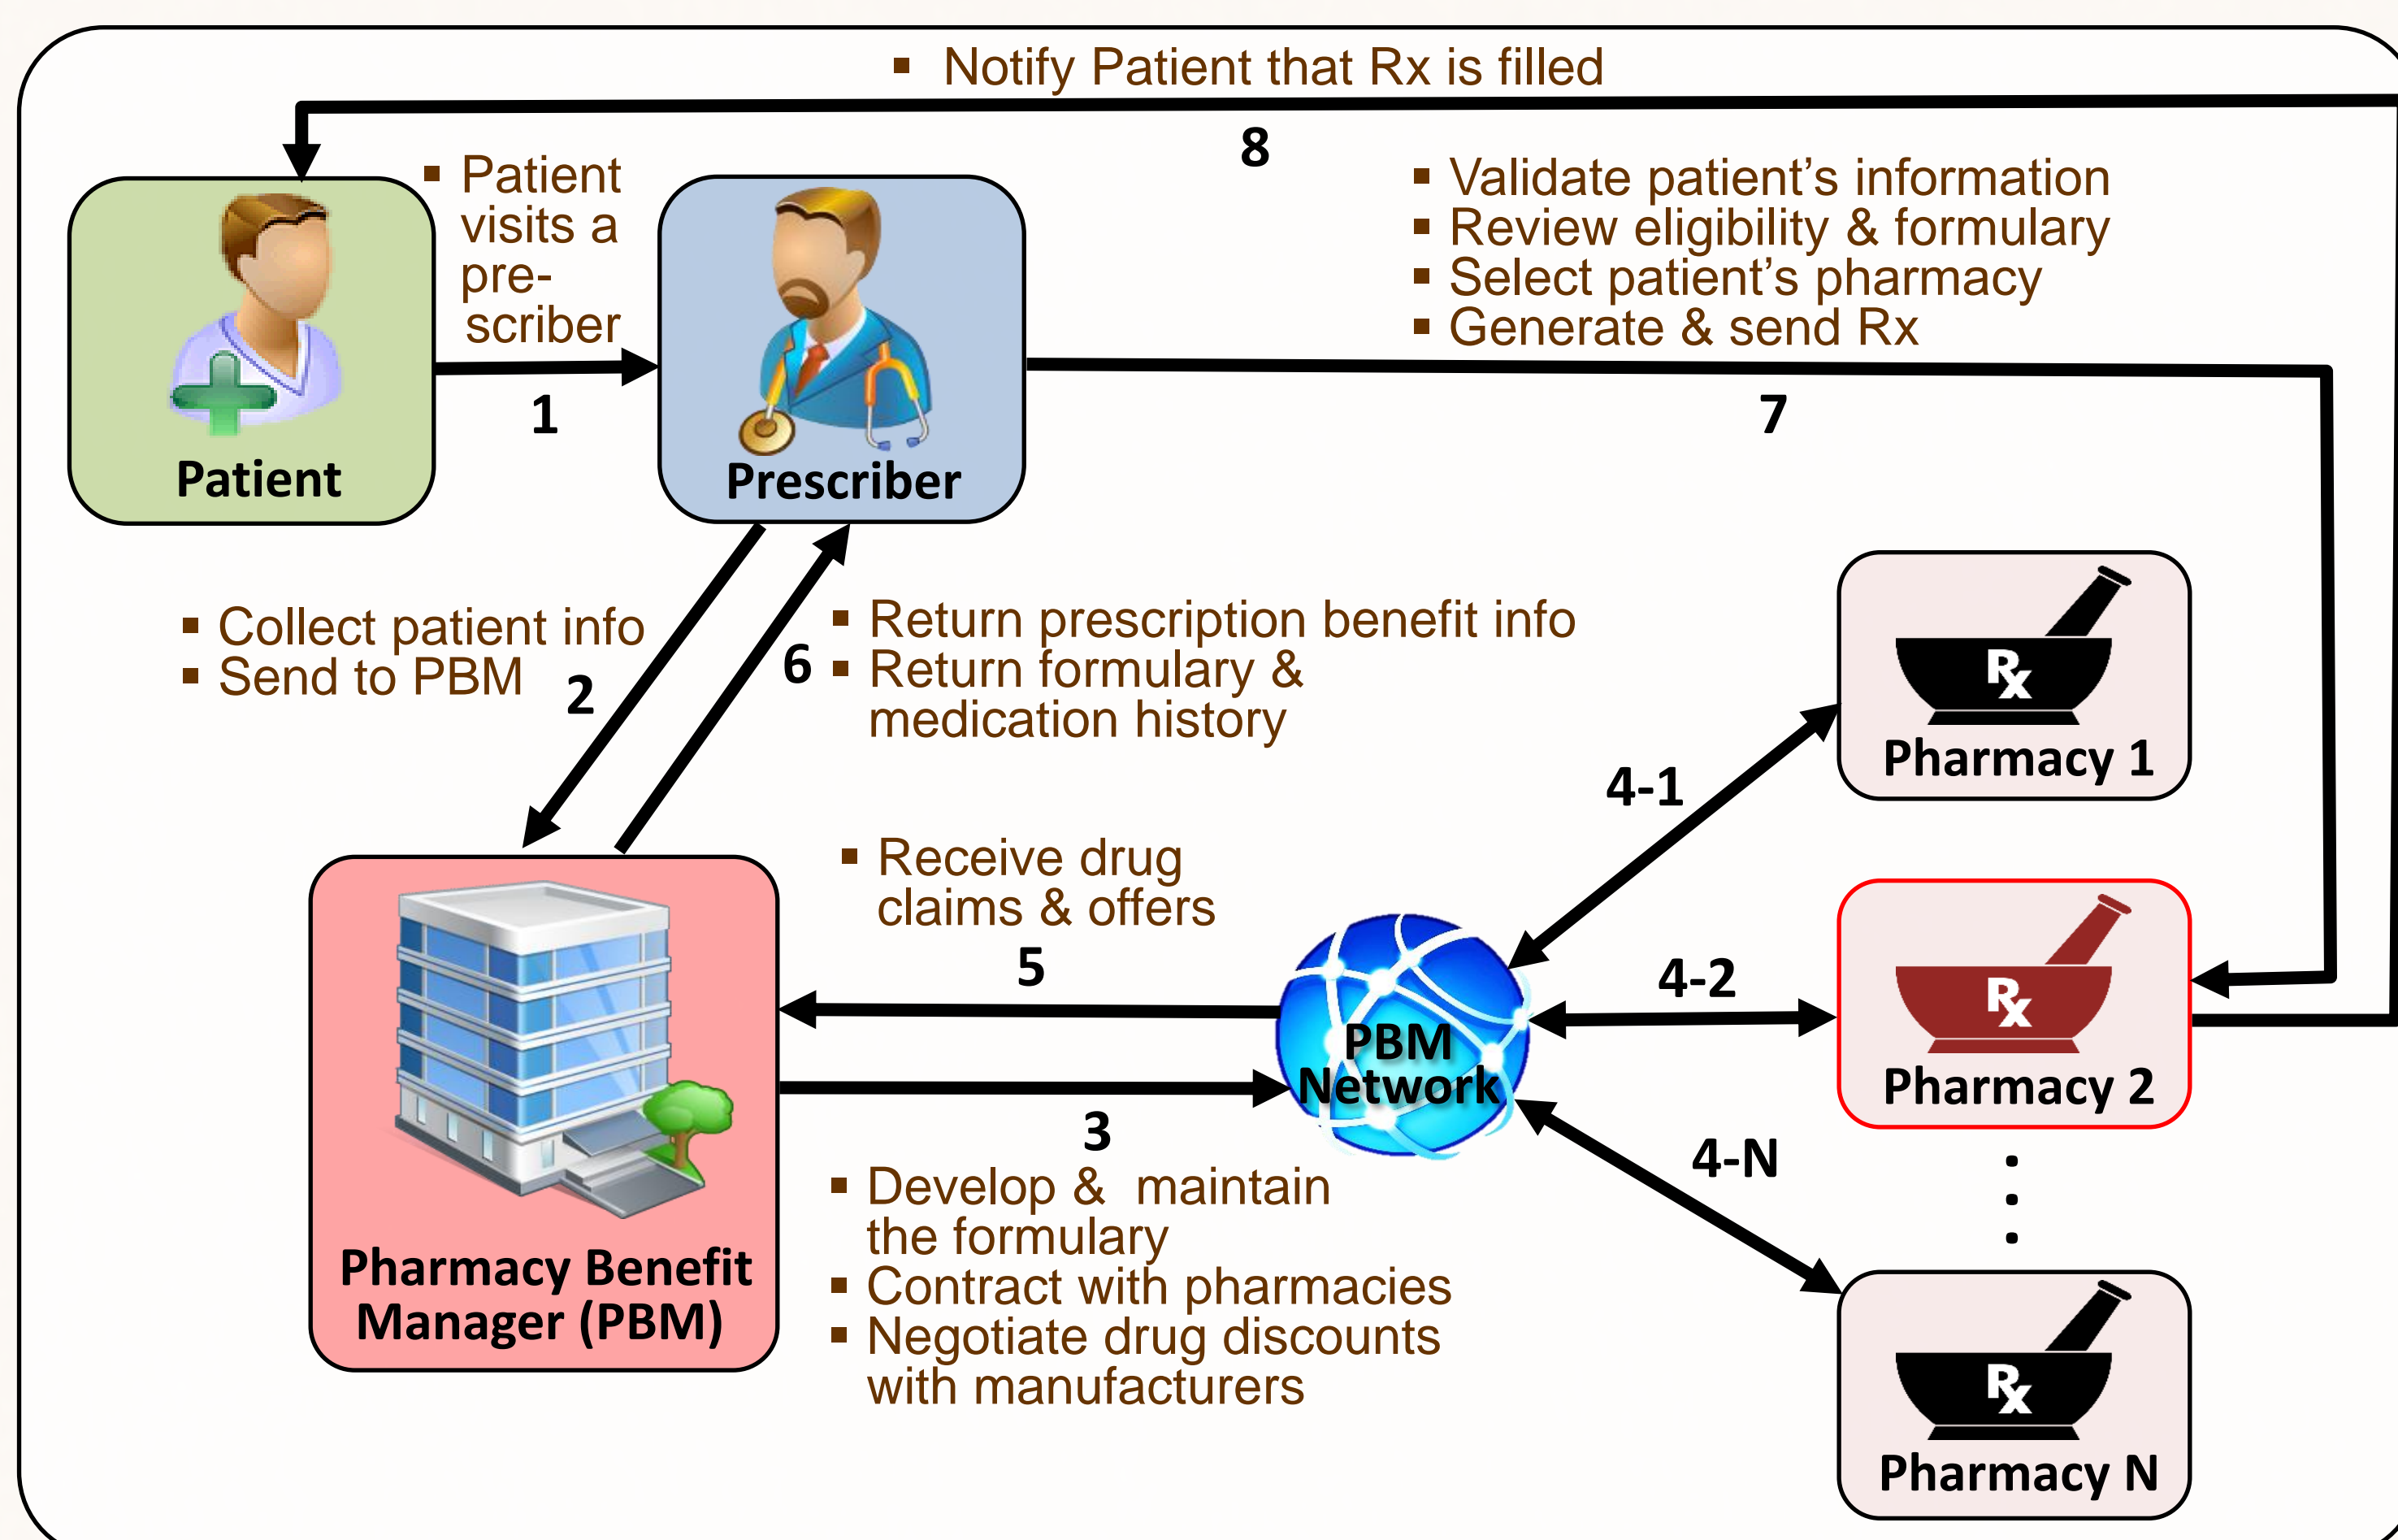 ▪ Notify Patient that Rx is filled
8
▪ Patient
visits a
pre-
scriber
1
Patient
Prescriber
▪ Validate patient’s information
▪ Review eligibility & formulary
▪ Select patient’s pharmacy
▪ Generate & send Rx
7
▪ Collect patient info
▪ Send to PBM
2
6
▪ Return prescription benefit info
▪ Return formulary &
medication history
Rx
Pharmacy 1
4-1
▪ Receive drug
claims & offers
5
4-2
PBM
Network
Rx
Pharmacy 2
3
4-N
▪ Develop & maintain
the formulary
▪ Contract with pharmacies
▪ Negotiate drug discounts
with manufacturers
Pharmacy Benefit
Manager (PBM)
Rx
Pharmacy N